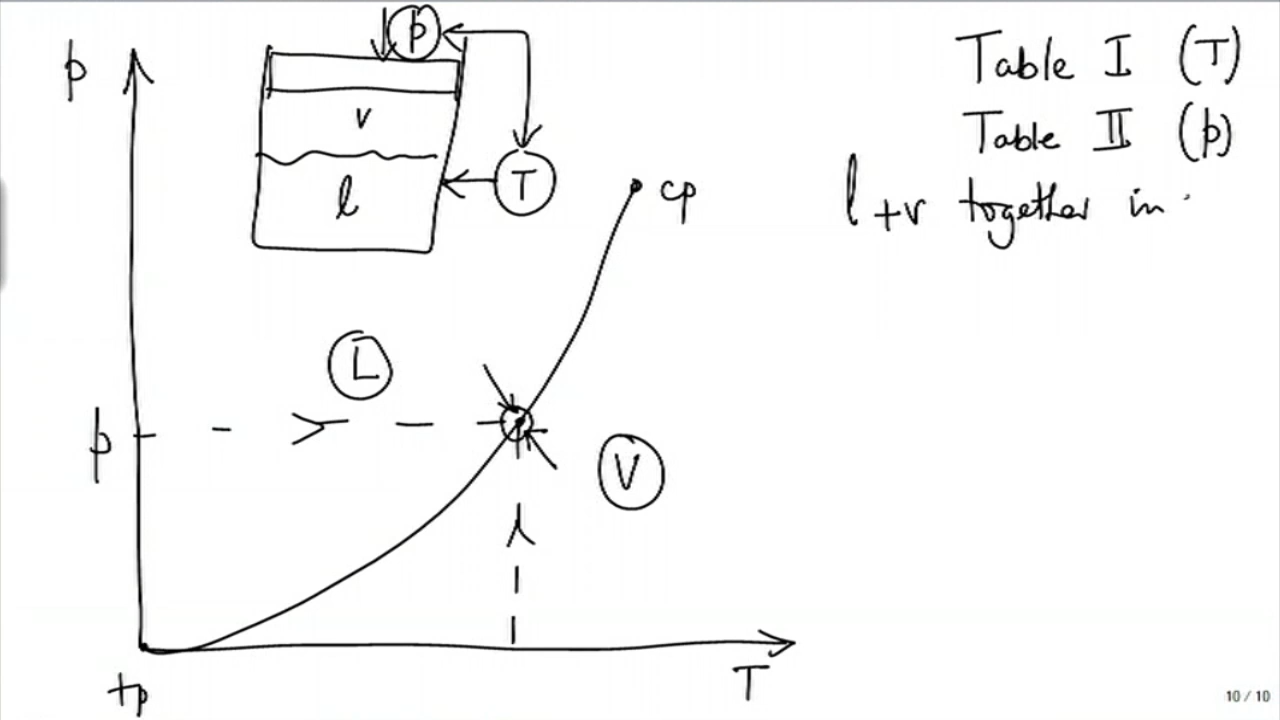 p
p
v
l
T
Table I (T)
Table II (p)
l+v together in
cp
L
p
V
T
tp
10 / 10